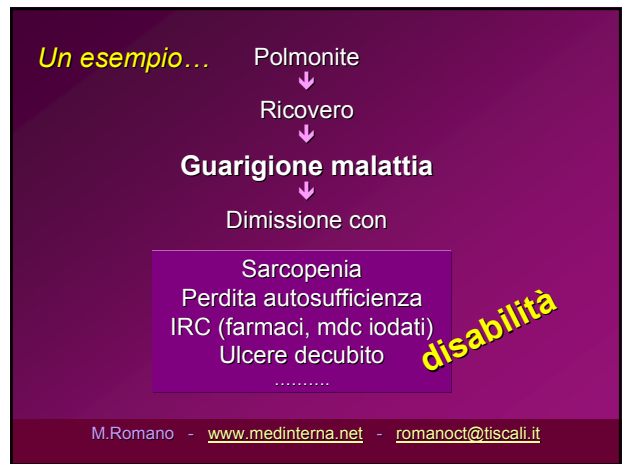 Un esempio…
Polmonite
🡻
Ricovero
🡻
Guarigione malattia
🡻
Dimissione con
Sarcopenia
Perdita autosufficienza
IRC (farmaci, mdc iodati)
Ulcere decubito
..........
disabilità
M.Romano - www.medinterna.net - romanoct@tiscali.it